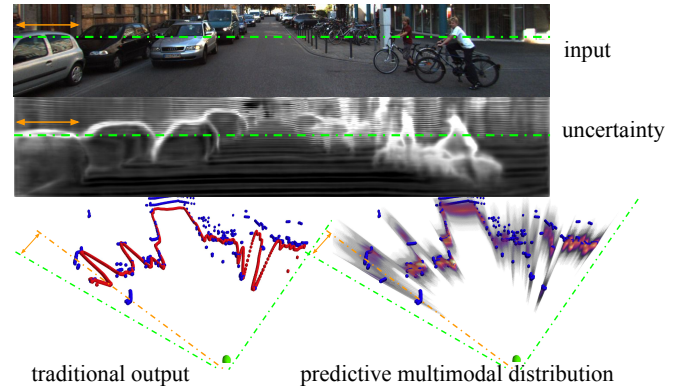 input
uncertainty
traditional output
predictive multimodal distribution